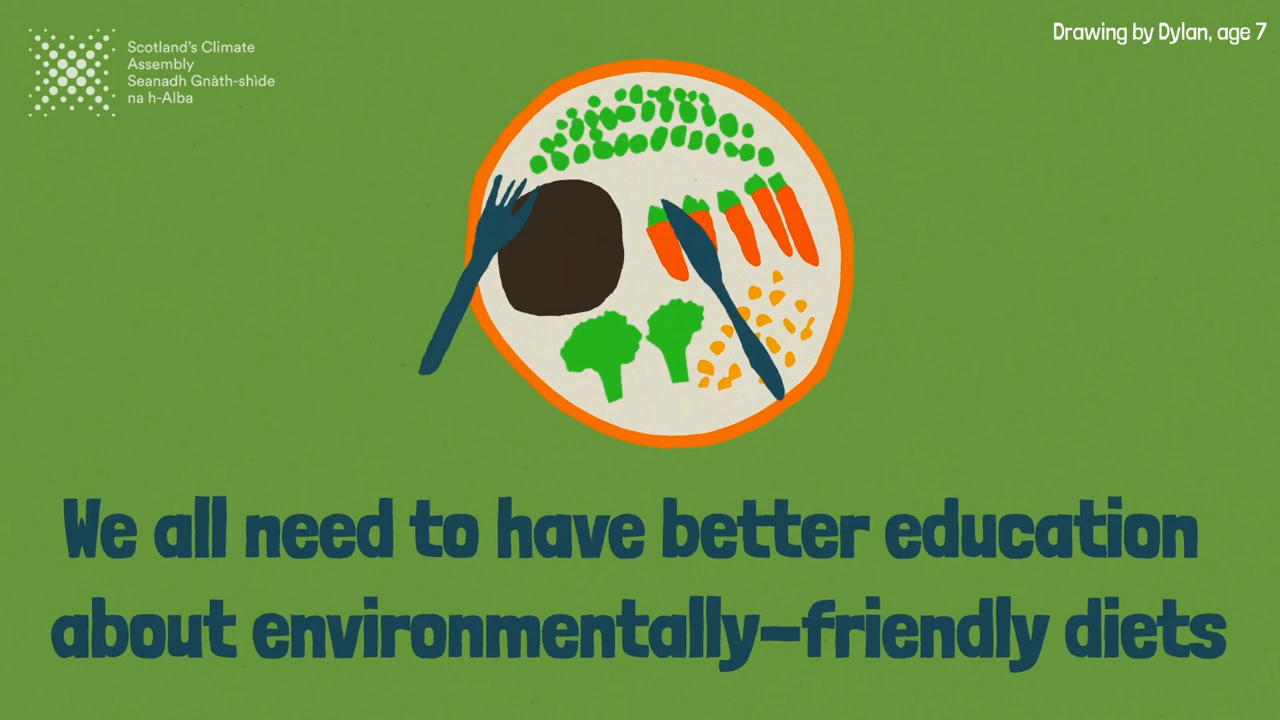 Scotland's Climate
Assembly
Seanadh Gnàth-shìde
na h-Alba
Drawing by Dylan, age 7
We all need to have better education
about environmentally-friendly diets